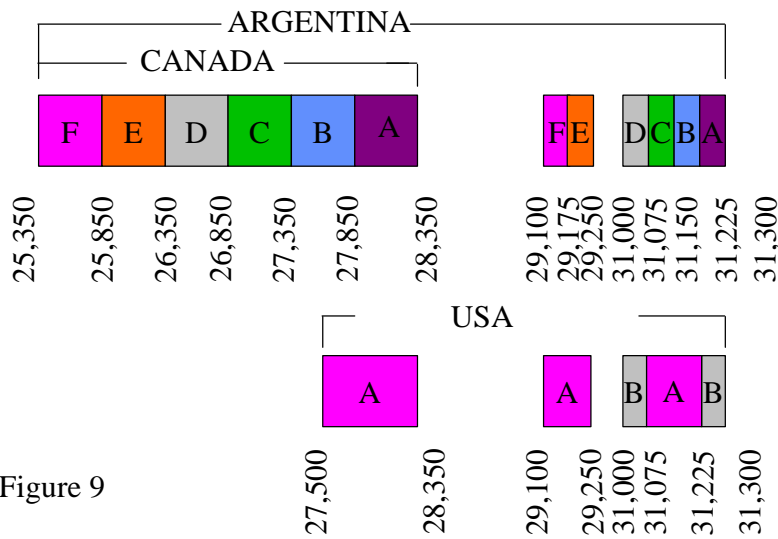 ARGENTINA
CANADA
F E D C B A F E D C B A
25,350 25,850 26,350 26,850 27,350 27,850 28,350 29,100 29,175 29,250 31,000 31,075 31,150 31,225 31,300
USA
A A B A B
27,500 28,350 29,100 29,250 31,000 31,075 31,225 31,300
Figure 9